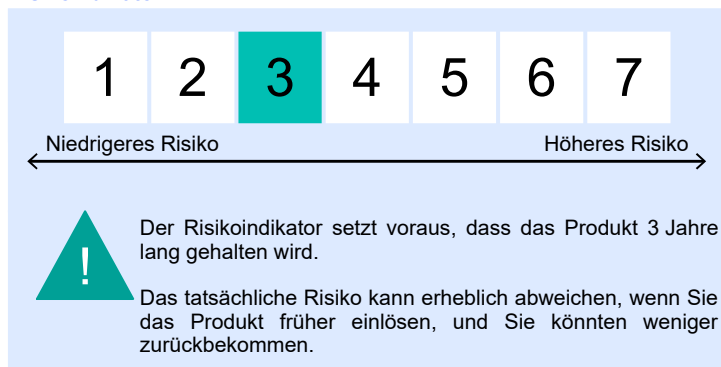 1 2 3 4 5 6 7
Niedrigeres Risiko Höheres Risiko
!
Der Risikoindikator setzt voraus, dass das Produkt 3 Jahre
lang gehalten wird.
Das tatsächliche Risiko kann erheblich abweichen, wenn Sie
das Produkt früher einlösen, und Sie könnten weniger
zurückbekommen.